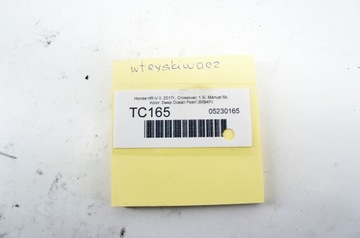 wtryskiwacz
Honda HR-V II, 2017r, Crossover, 1.5i, Manual 6b,
kolor: Deep Ocean Pearl (B594P)
TC165
05230165